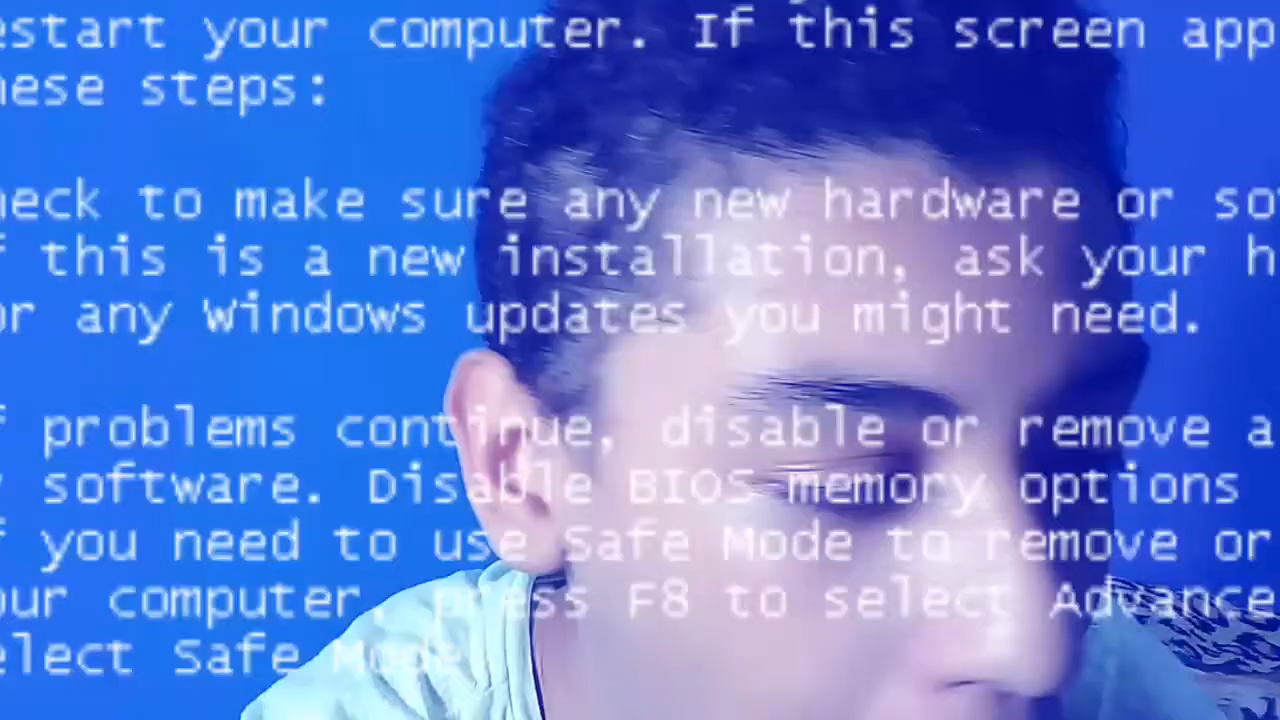 estart your computer. If this screen app
hese steps:
heck to make sure any new hardware or so
f this is a new installation, ask your h
or any Windows updates you might need.
f problems continue, disable or remove a
y software. Disable BIOS memory options
f you need to use Safe Mode to remove or
our computer, press F8 to select Advance
elect Safe Mode.